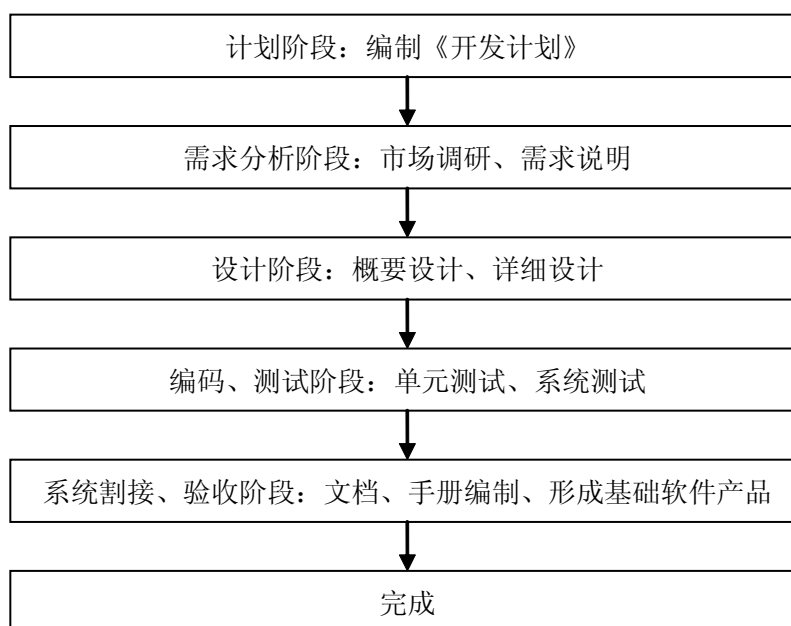 计划阶段：编制《开发计划》
需求分析阶段：市场调研、需求说明
设计阶段：概要设计、详细设计
编码、测试阶段：单元测试、系统测试
系统割接、验收阶段：文档、手册编制、形成基础软件产品
完成